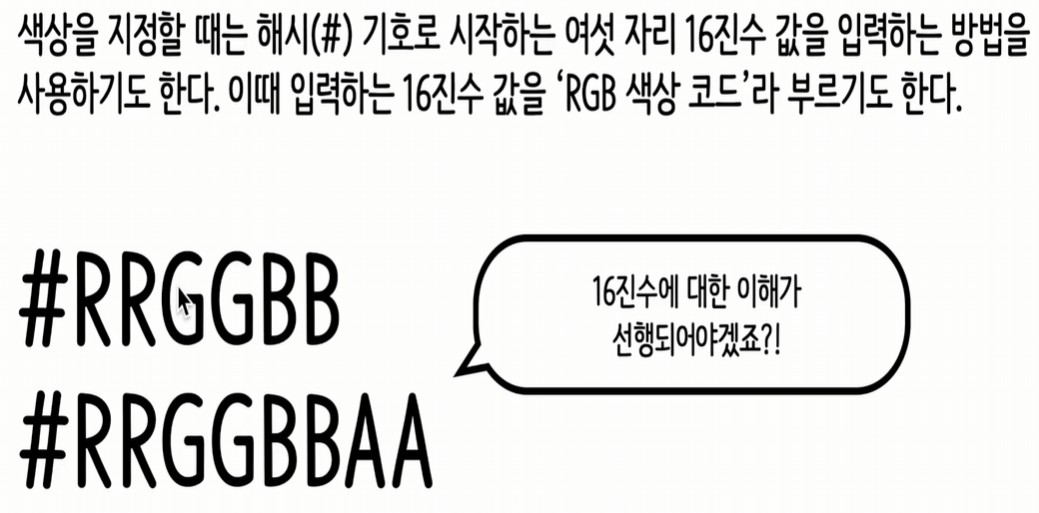 색상을 지정할 때는 해시(#) 기호로 시작하는 여섯 자리 16진수 값을 입력하는 방법을
사용하기도 한다. 이때 입력하는 16진수 값을 ‘RGB 색상 코드’라 부르기도 한다.
#RRGGBB
16진수에 대한 이해가
선행되어야겠죠?!
#RRGGBBAA